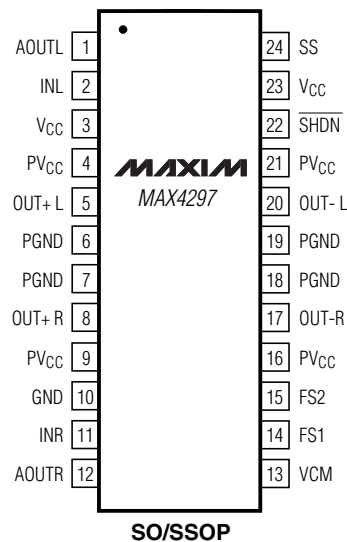 AOUTL 1
INL 2
VCC 3
PVCC 4
OUT+ L 5
PGND 6
PGND 7
OUT+ R 8
PVCC 9
GND 10
INR 11
AOUTR 12
MAXIM
MAX4297
24 SS
23 VCC
22 SHDN
21 PVCC
20 OUT- L
19 PGND
18 PGND
17 OUT-R
16 PVCC
15 FS2
14 FS1
13 VCM
SO/SSOP